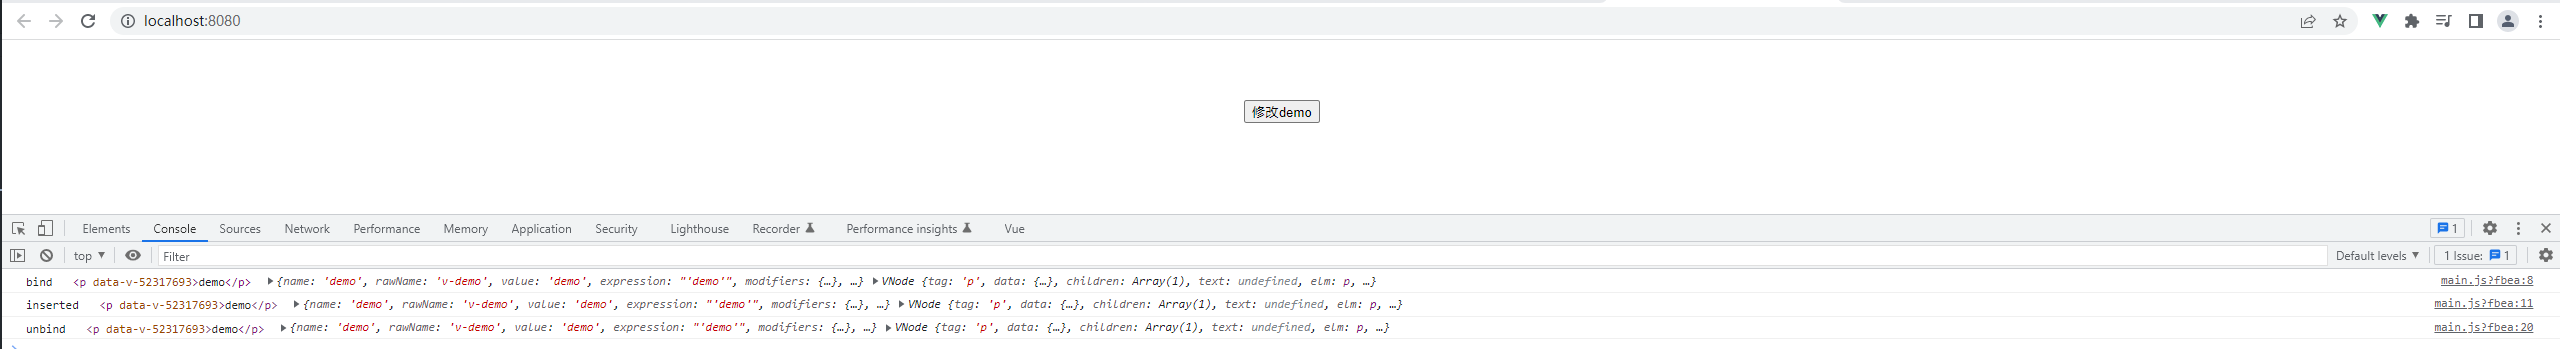 localhost:8080
修改demo
Elements Console Sources Network Performance Memory Application Security Lighthouse Recorder Performance insights Vue 1
top Filter Default levels 1 Issue: 1
bind <p data-v-52317693>demo</p> {name: 'demo', rawName: 'v-demo', value: 'demo', expression: "'demo'", modifiers: {…}, …} VNode {tag: 'p', data: {…}, children: Array(1), text: undefined, elm: p, …} main.js?fbea:8
inserted <p data-v-52317693>demo</p> {name: 'demo', rawName: 'v-demo', value: 'demo', expression: "'demo'", modifiers: {…}, …} VNode {tag: 'p', data: {…}, children: Array(1), text: undefined, elm: p, …} main.js?fbea:11
unbind <p data-v-52317693>demo</p> {name: 'demo', rawName: 'v-demo', value: 'demo', expression: "'demo'", modifiers: {…}, …} VNode {tag: 'p', data: {…}, children: Array(1), text: undefined, elm: p, …} main.js?fbea:20